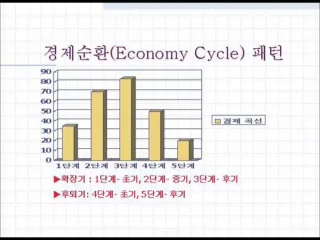 경제순환(Economy Cycle) 패턴
90
80
70
60
50
40
30
20
10
0
1단계 2단계 3단계 4단계 5단계
경제 곡선
▶확장기 : 1단계- 초기, 2단계- 중기, 3단계- 후기
▶후퇴기: 4단계- 초기, 5단계- 후기